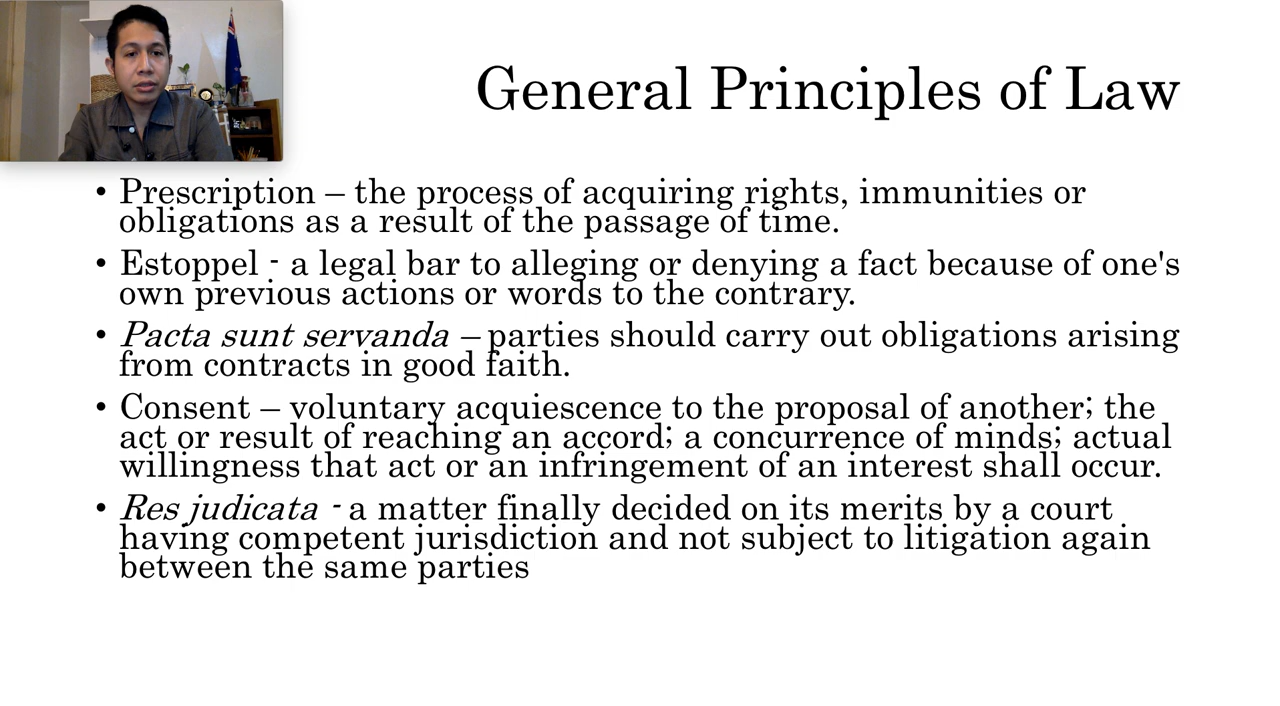 General Principles of Law
• Prescription – the process of acquiring rights, immunities or
obligations as a result of the passage of time.
• Estoppel - a legal bar to alleging or denying a fact because of one's
own previous actions or words to the contrary.
• Pacta sunt servanda – parties should carry out obligations arising
from contracts in good faith.
• Consent – voluntary acquiescence to the proposal of another; the
act or result of reaching an accord; a concurrence of minds; actual
willingness that act or an infringement of an interest shall occur.
• Res judicata - a matter finally decided on its merits by a court
having competent jurisdiction and not subject to litigation again
between the same parties